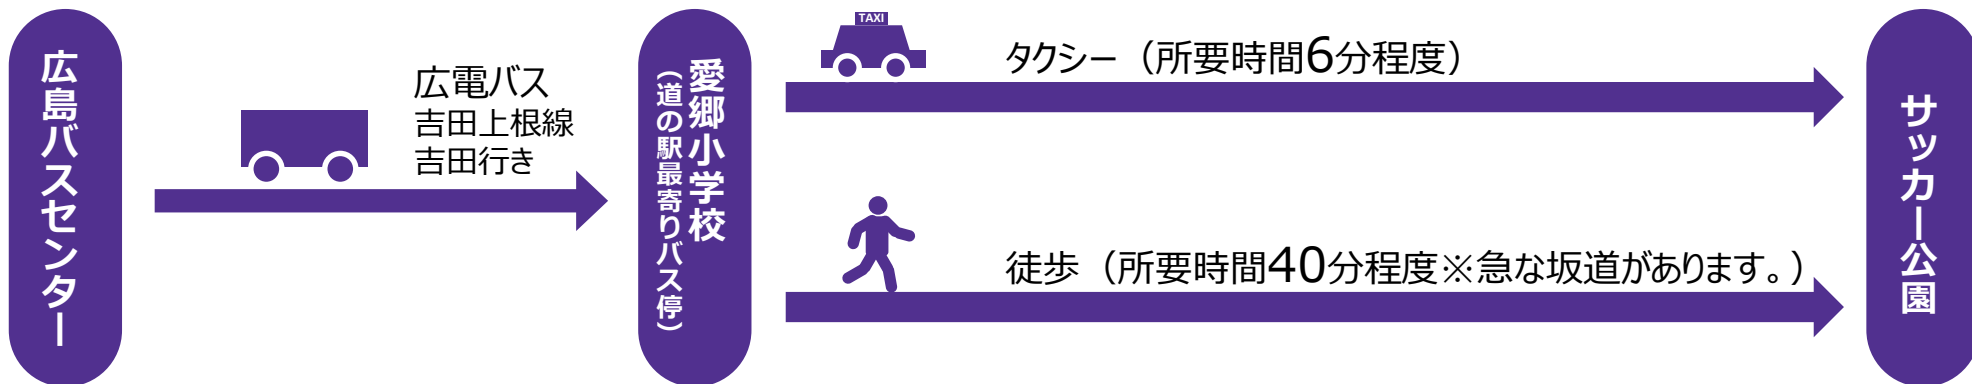 広島バスセンター
広電バス
吉田上根線
吉田行き
愛郷小学校
（道の駅最寄りバス停）
TAXI
タクシー（所要時間6分程度）
徒歩（所要時間40分程度※急な坂道があります。）
サッカー公園